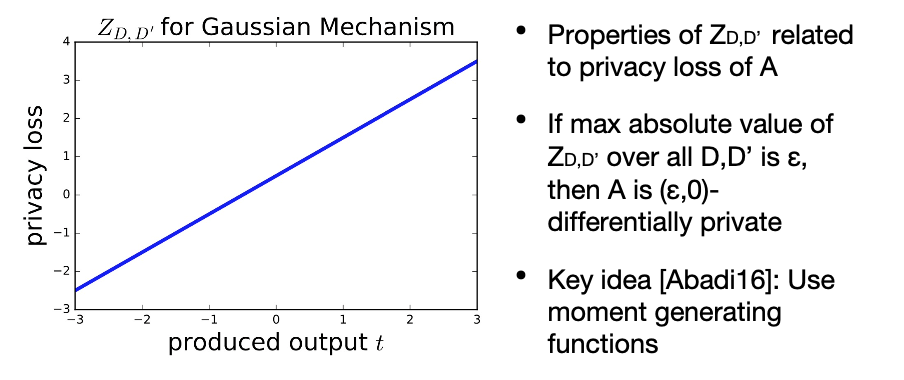 Z_{D,D'} for Gaussian Mechanism
4
3
2
1
0
−1
−2
−3
privacy loss
−3 −2 −1 0 1 2 3
produced output t
• Properties of ZD,D' related
to privacy loss of A
• If max absolute value of
ZD,D' over all D,D' is ε,
then A is (ε,0)-
differentially private
• Key idea [Abadi16]: Use
moment generating
functions